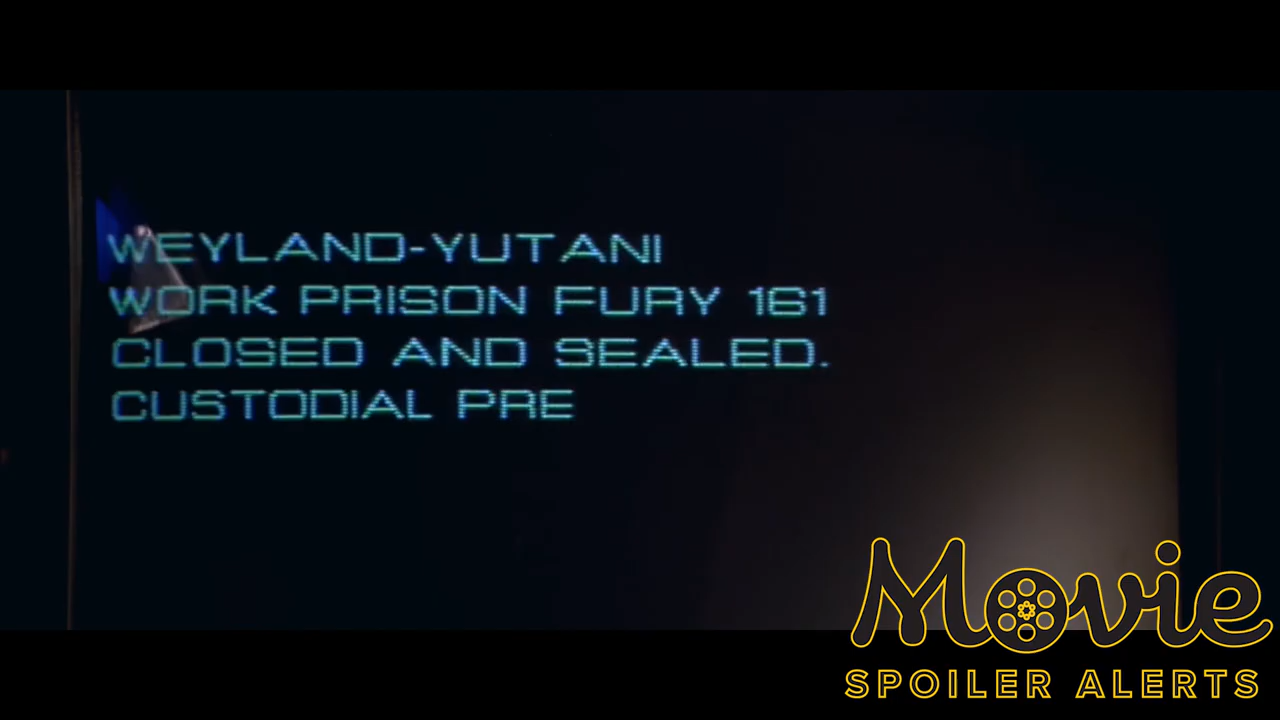 WEYLAND-YUTANI
WORK PRISON FURY 161
CLOSED AND SEALED.
CUSTODIAL PRE
Movie
SPOILER ALERTS